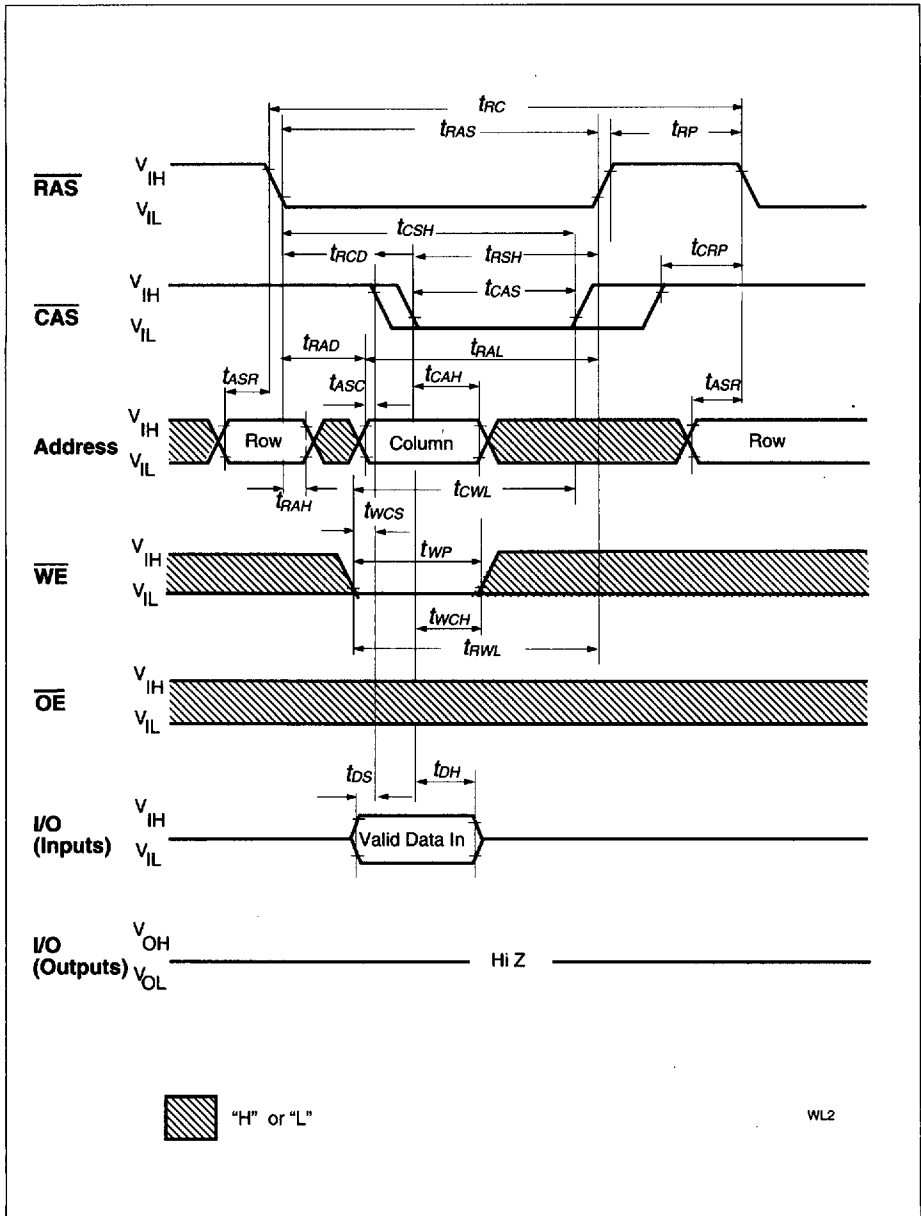 tRC
tRAS
tRP
RAS
VIH
VIL
tCSH
tRCD
tRSH
tCRP
CAS
VIH
VIL
tCAS
tRAD
tRAL
tASR
tASC
tCAH
tASR
Address
VIH
VIL
Row
Column
Row
tRAH
tCWL
tWCS
WE
VIH
VIL
tWP
tWCH
tRWL
OE
VIH
VIL
tDS
tDH
I/O
(Inputs)
VIH
VIL
Valid Data In
I/O
(Outputs)
VOH
VOL
Hi Z
"H" or "L"
WL2